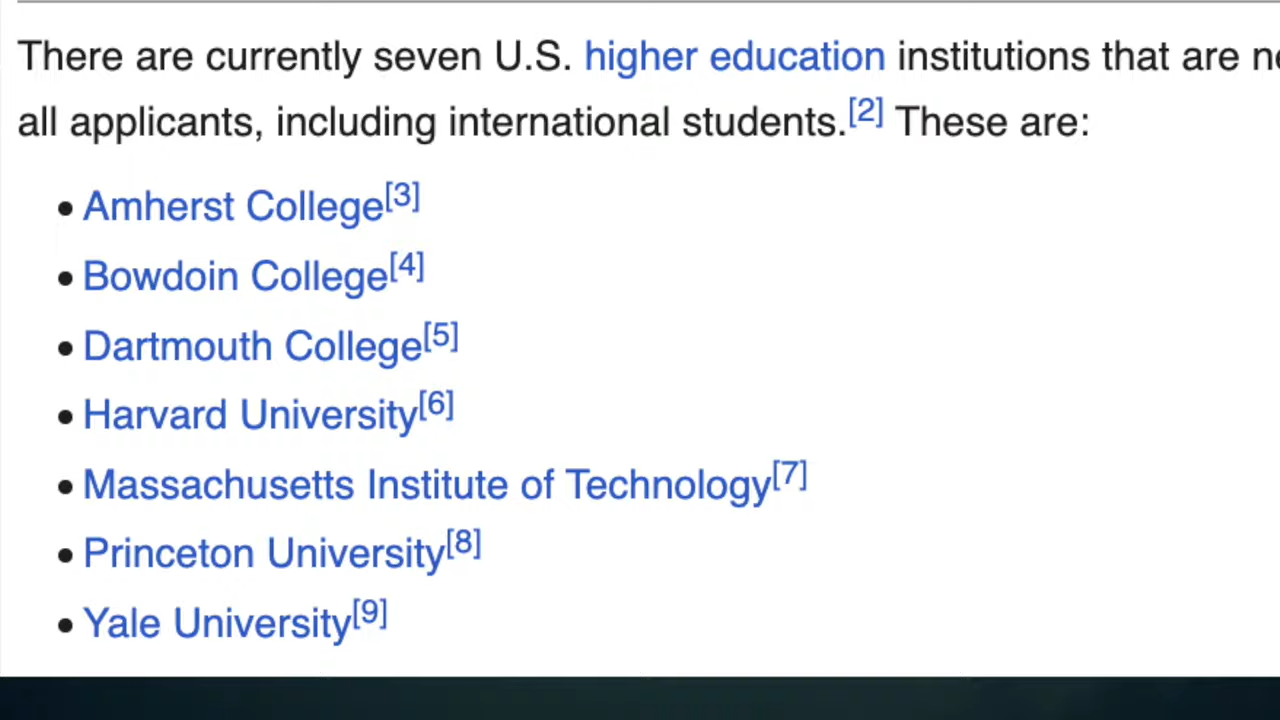 There are currently seven U.S. higher education institutions that are
all applicants, including international students.[2] These are:
• Amherst College[3]
• Bowdoin College[4]
• Dartmouth College[5]
• Harvard University[6]
• Massachusetts Institute of Technology[7]
• Princeton University[8]
• Yale University[9]